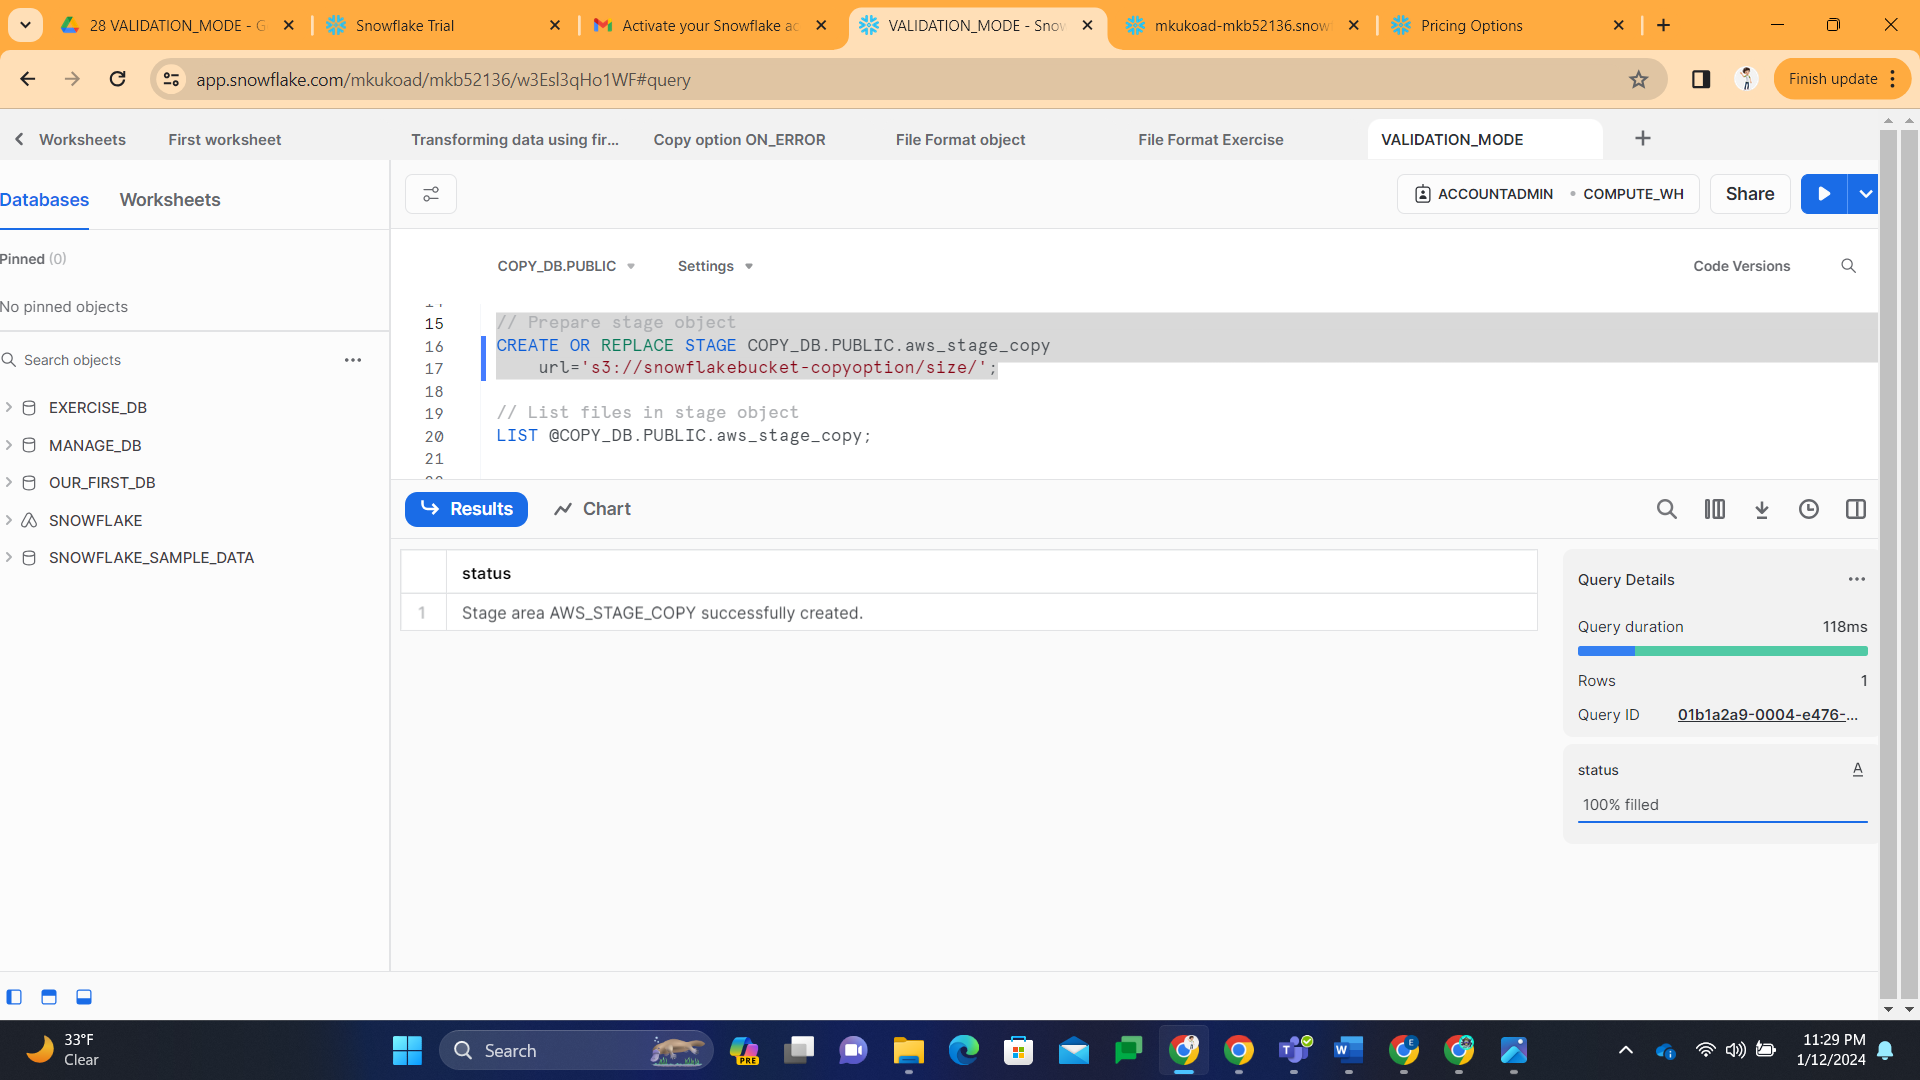 28 VALIDATION_MODE - G
Snowflake Trial
Activate your Snowflake ac
VALIDATION_MODE - Snow
mkukoad-mkb52136.snow
Pricing Options
app.snowflake.com/mkukoad/mkb52136/w3Esl3qHo1WF#query
Finish update
Worksheets
First worksheet
Transforming data using fir...
Copy option ON_ERROR
File Format object
File Format Exercise
VALIDATION_MODE
Databases
Worksheets
ACCOUNTADMIN
COMPUTE_WH
Share
Pinned (0)
No pinned objects
Search objects
EXERCISE_DB
MANAGE_DB
OUR_FIRST_DB
SNOWFLAKE
SNOWFLAKE_SAMPLE_DATA
COPY_DB.PUBLIC
Settings
Code Versions
15 // Prepare stage object
16 CREATE OR REPLACE STAGE COPY_DB.PUBLIC.aws_stage_copy
17 url='s3://snowflakebucket-copyoption/size/';
18
19 // List files in stage object
20 LIST @COPY_DB.PUBLIC.aws_stage_copy;
21
Results
Chart
status
1 Stage area AWS_STAGE_COPY successfully created.
Query Details
Query duration 118ms
Rows 1
Query ID 01b1a2a9-0004-e476-...
status A
100% filled
33°F
Clear
Search
PRE
11:29 PM
1/12/2024